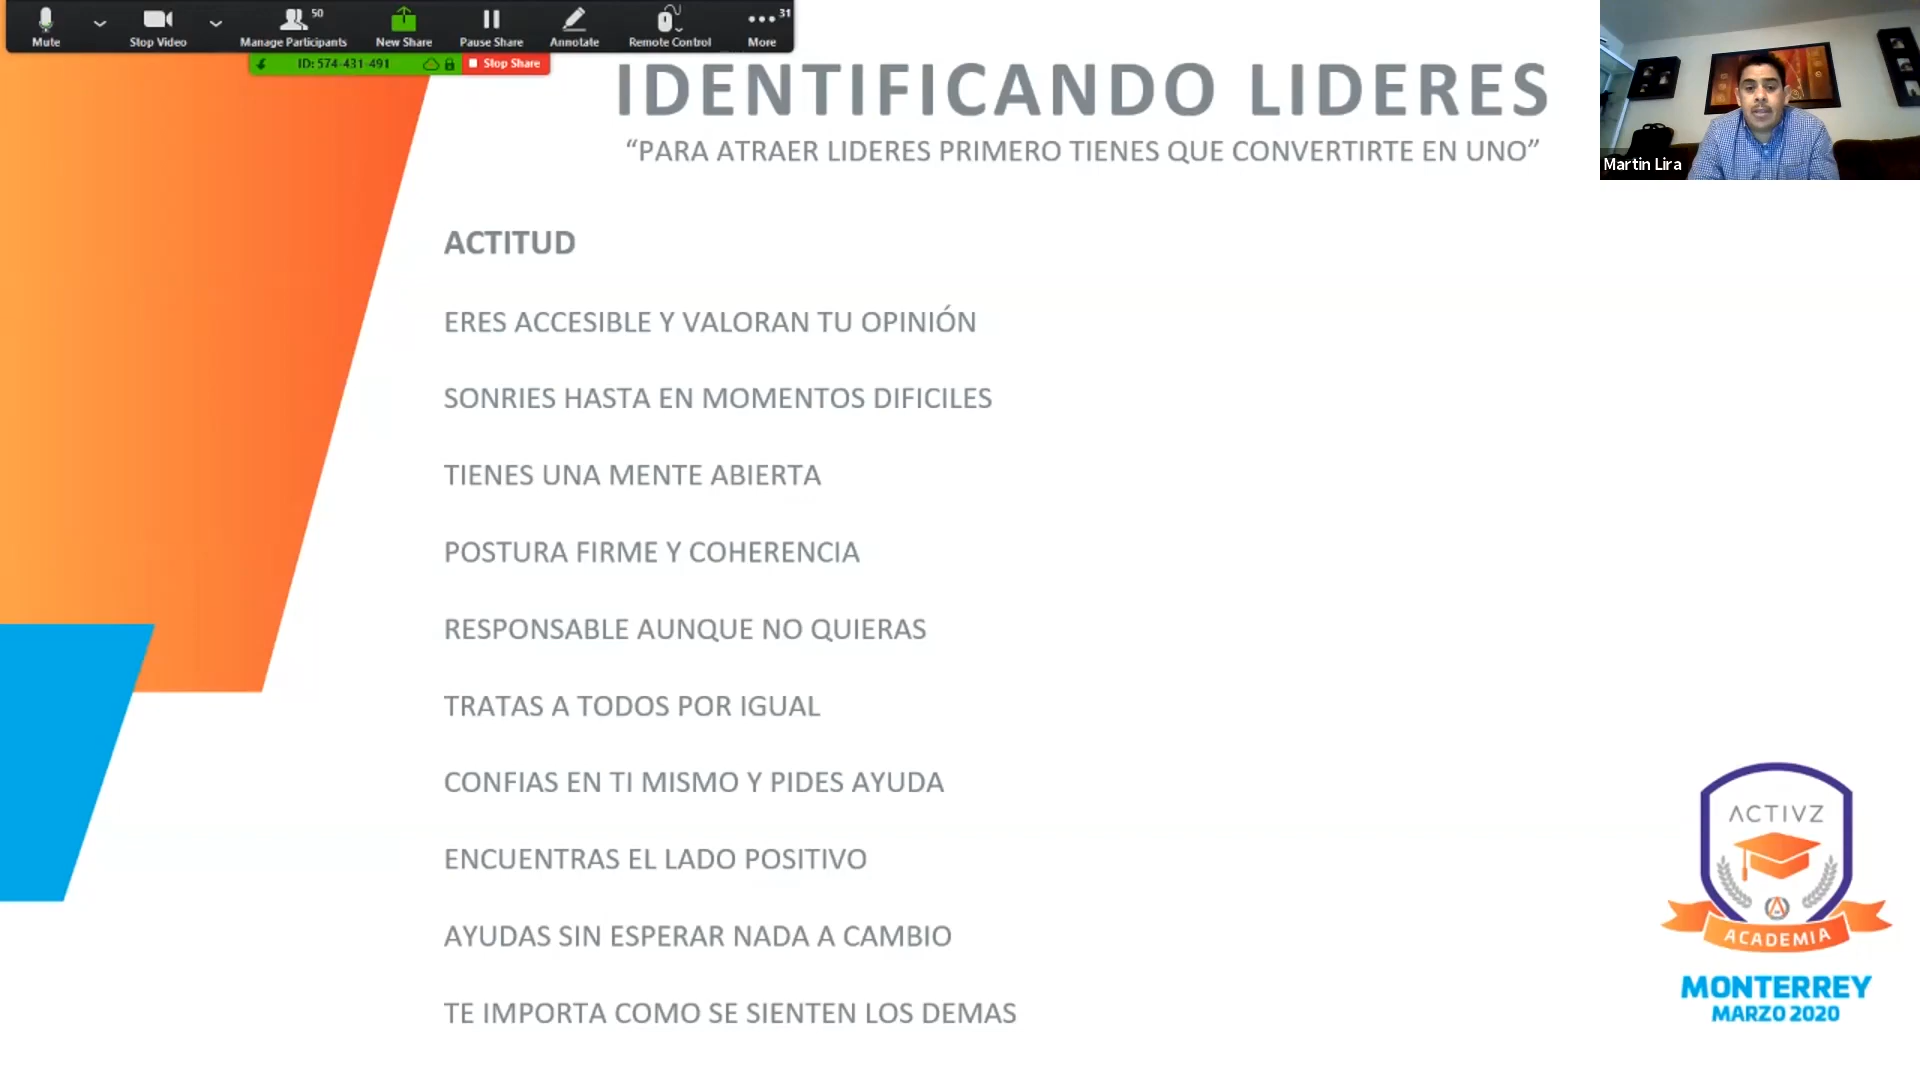 50
31
Mute
Stop Video
Manage Participants
New Share
Pause Share
Annotate
Remote Control
More
ID: 574-431-491
Stop Share
IDENTIFICANDO LIDERES
“PARA ATRAER LIDERES PRIMERO TIENES QUE CONVERTIRTE EN UNO”
Martin Lira
ACTITUD
ERES ACCESIBLE Y VALORAN TU OPINIÓN
SONRIES HASTA EN MOMENTOS DIFICILES
TIENES UNA MENTE ABIERTA
POSTURA FIRME Y COHERENCIA
RESPONSABLE AUNQUE NO QUIERAS
TRATAS A TODOS POR IGUAL
CONFIAS EN TI MISMO Y PIDES AYUDA
ENCUENTRAS EL LADO POSITIVO
AYUDAS SIN ESPERAR NADA A CAMBIO
TE IMPORTA COMO SE SIENTEN LOS DEMAS
ACTIVZ
ACADEMIA
MONTERREY
MARZO 2020